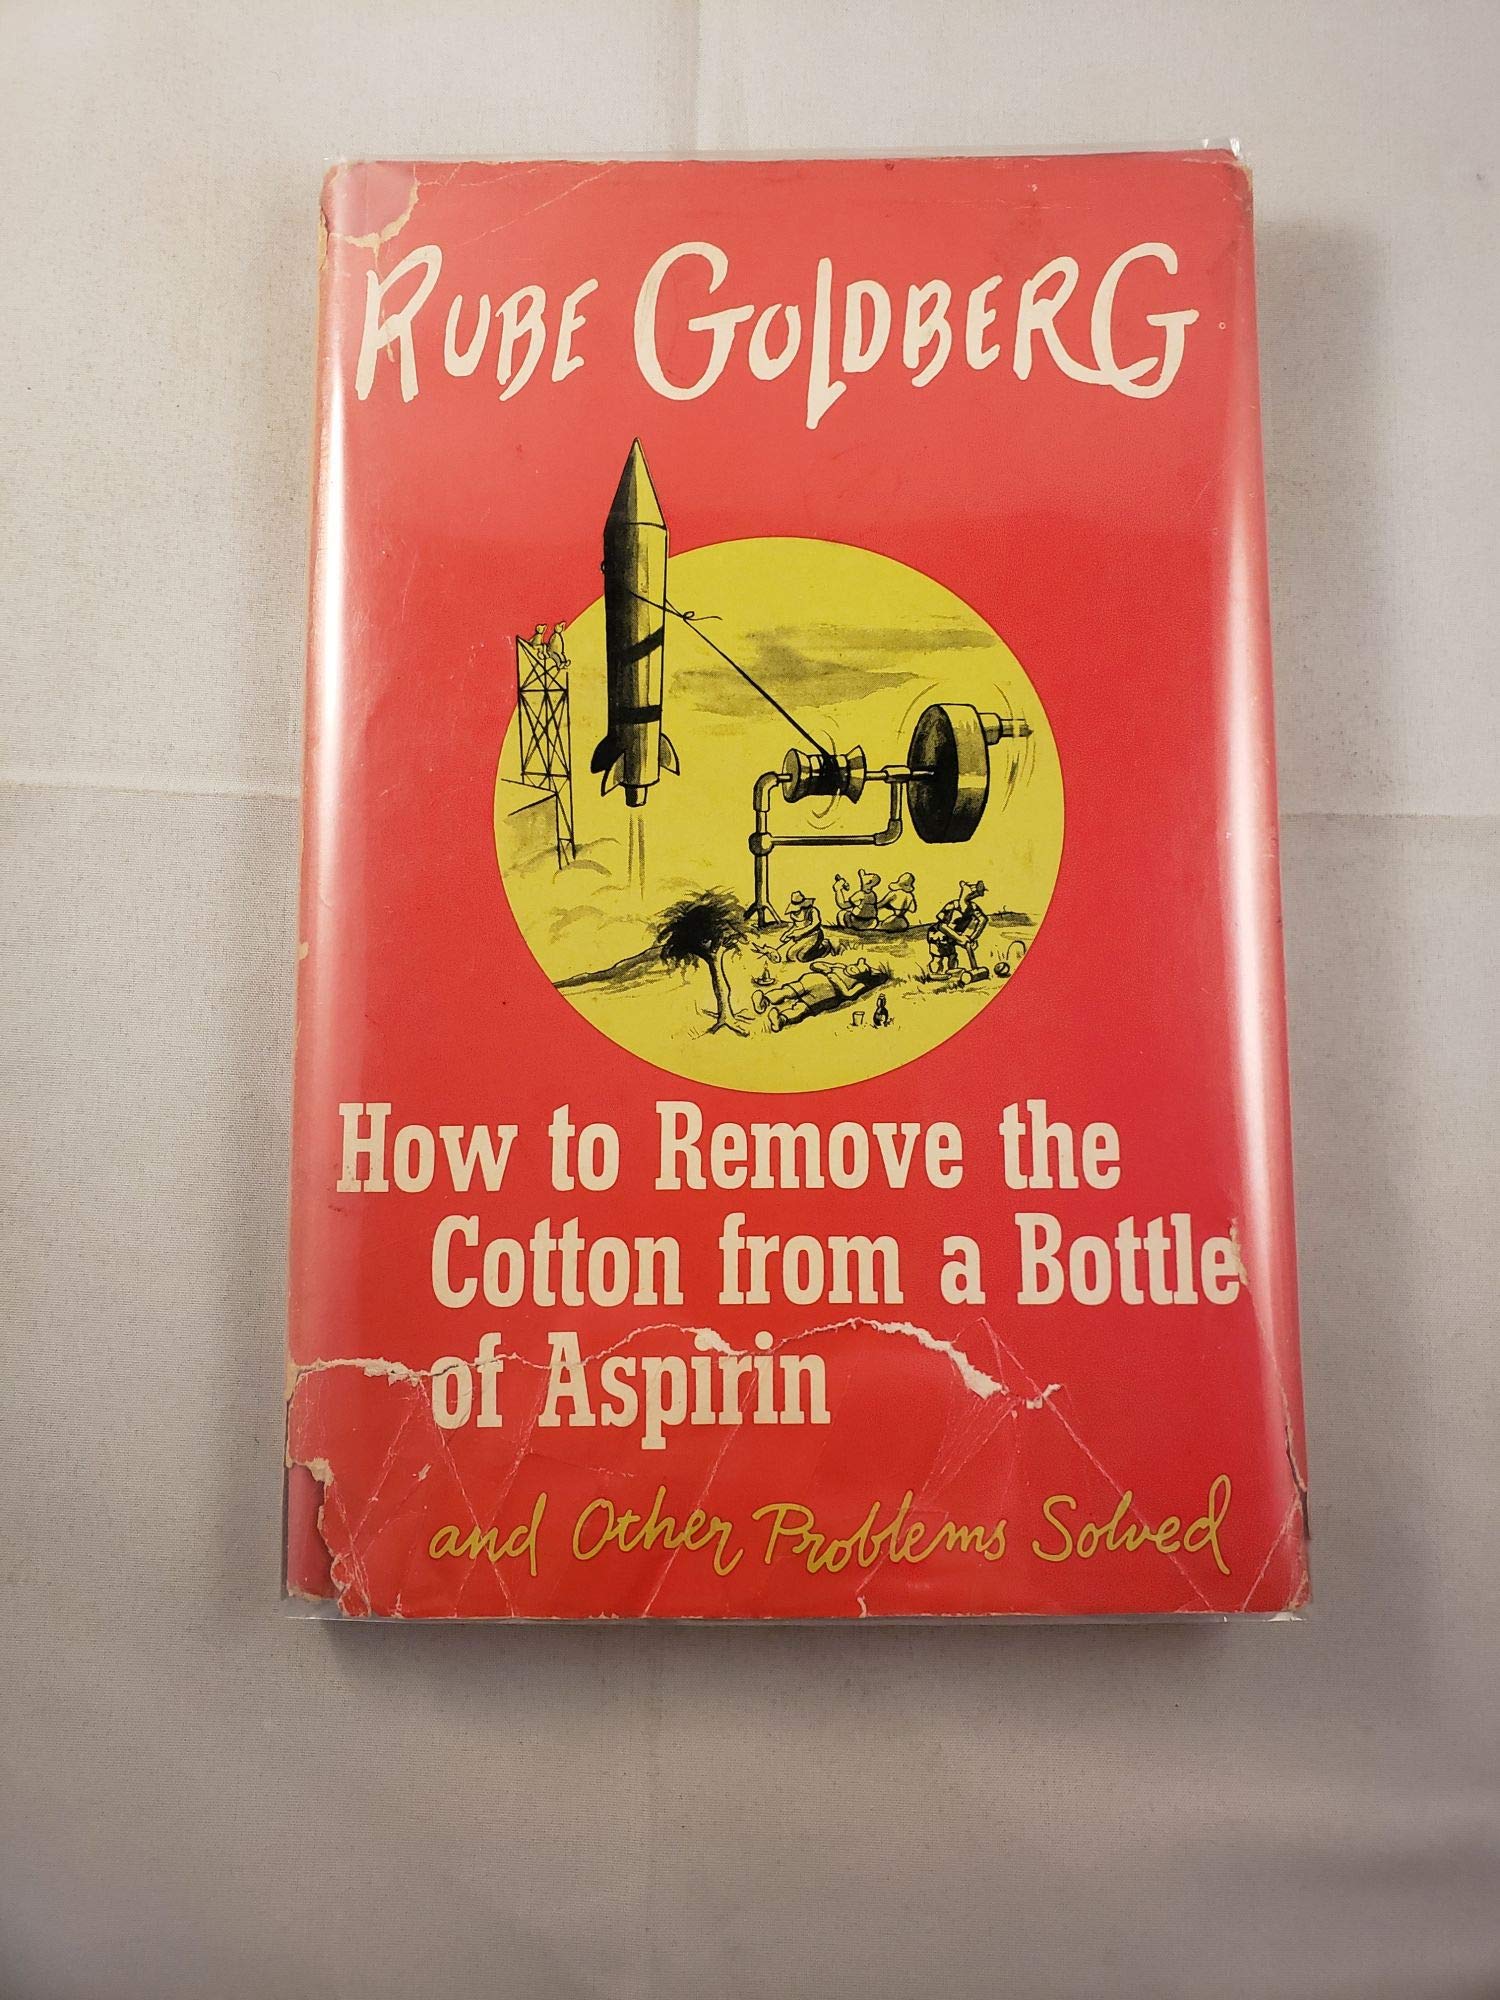 RUBE GOLDBERG
How to Remove the
Cotton from a Bottle
of Aspirin
and Other Problems Solved